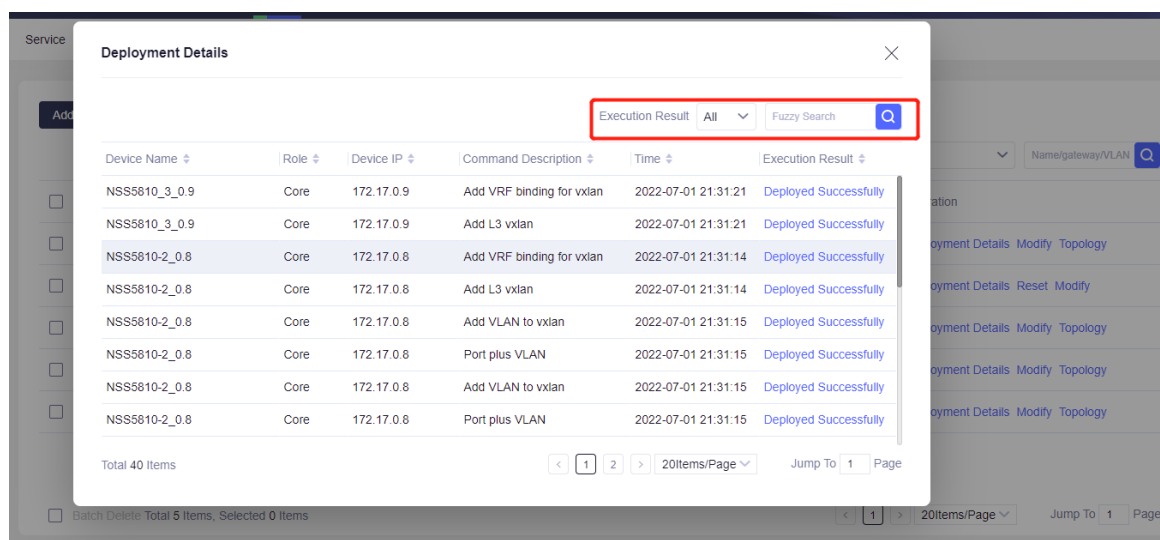 Service
Deployment Details
Add
Execution Result All Fuzzy Search
Name/gateway/VLAN
Device Name Role Device IP Command Description Time Execution Result
NSS5810_3_0.9 Core 172.17.0.9 Add VRF binding for vxlan 2022-07-01 21:31:21 Deployed Successfully
ation
NSS5810_3_0.9 Core 172.17.0.9 Add L3 vxlan 2022-07-01 21:31:21 Deployed Successfully
oyment Details Modify Topology
NSS5810-2_0.8 Core 172.17.0.8 Add VRF binding for vxlan 2022-07-01 21:31:14 Deployed Successfully
NSS5810-2_0.8 Core 172.17.0.8 Add L3 vxlan 2022-07-01 21:31:14 Deployed Successfully
oyment Details Reset Modify
NSS5810-2_0.8 Core 172.17.0.8 Add VLAN to vxlan 2022-07-01 21:31:15 Deployed Successfully
oyment Details Modify Topology
NSS5810-2_0.8 Core 172.17.0.8 Port plus VLAN 2022-07-01 21:31:15 Deployed Successfully
oyment Details Modify Topology
NSS5810-2_0.8 Core 172.17.0.8 Add VLAN to vxlan 2022-07-01 21:31:15 Deployed Successfully
oyment Details Modify Topology
NSS5810-2_0.8 Core 172.17.0.8 Port plus VLAN 2022-07-01 21:31:15 Deployed Successfully
Total 40 Items < 1 2 > 20Items/Page Jump To 1 Page
Batch Delete Total 5 Items, Selected 0 Items < 1 > 20Items/Page Jump To 1 Page